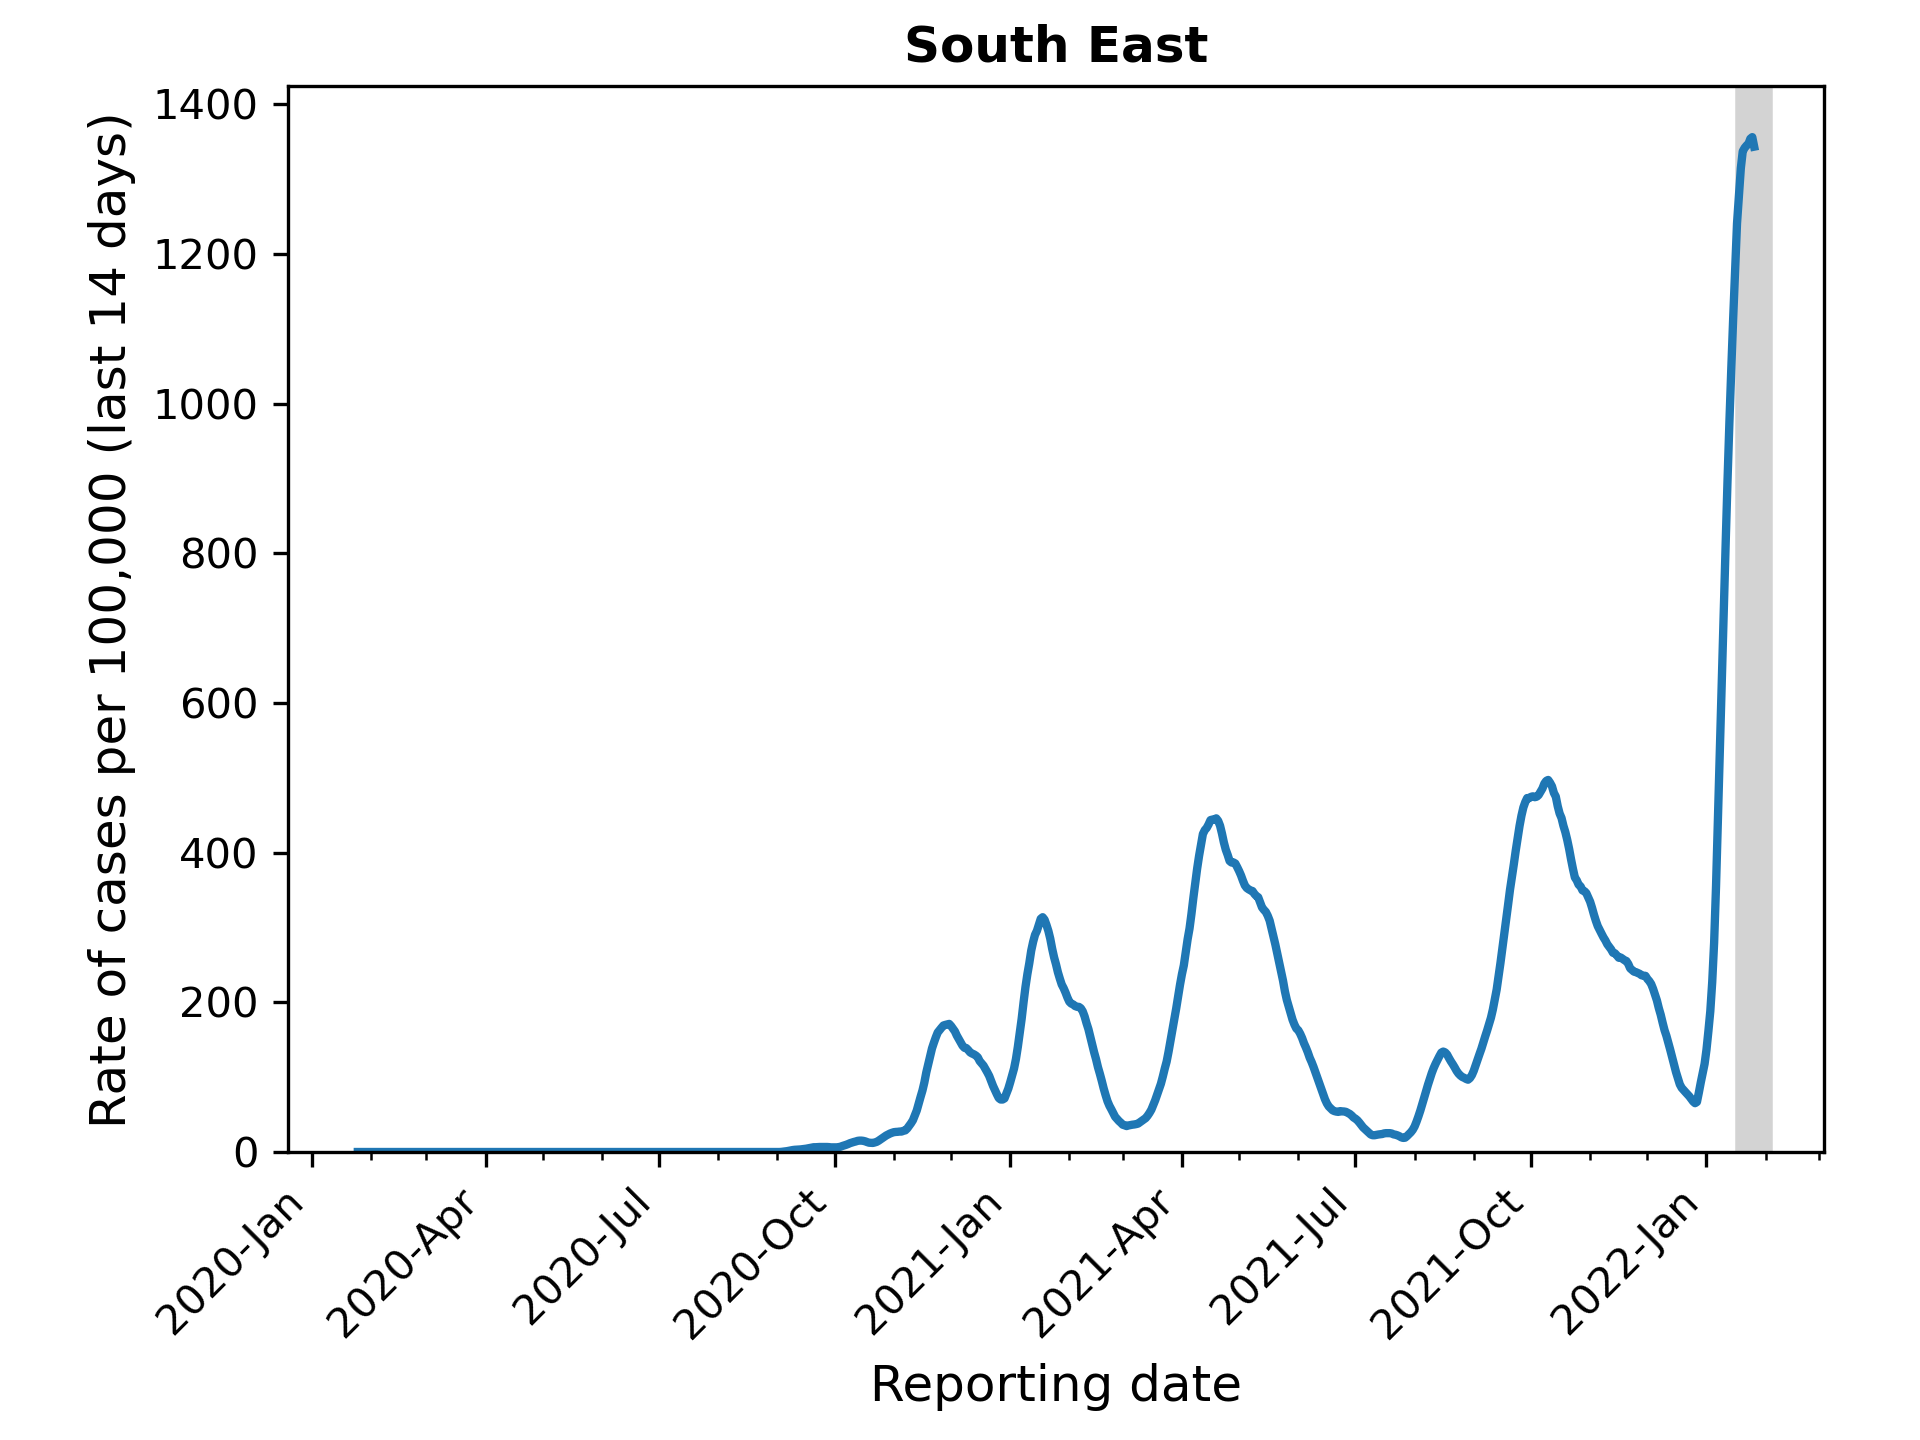 South East
Rate of cases per 100,000 (last 14 days)
1400
1200
1000
800
600
400
200
0
2020-Jan
2020-Apr
2020-Jul
2020-Oct
2021-Jan
2021-Apr
2021-Jul
2021-Oct
2022-Jan
Reporting date